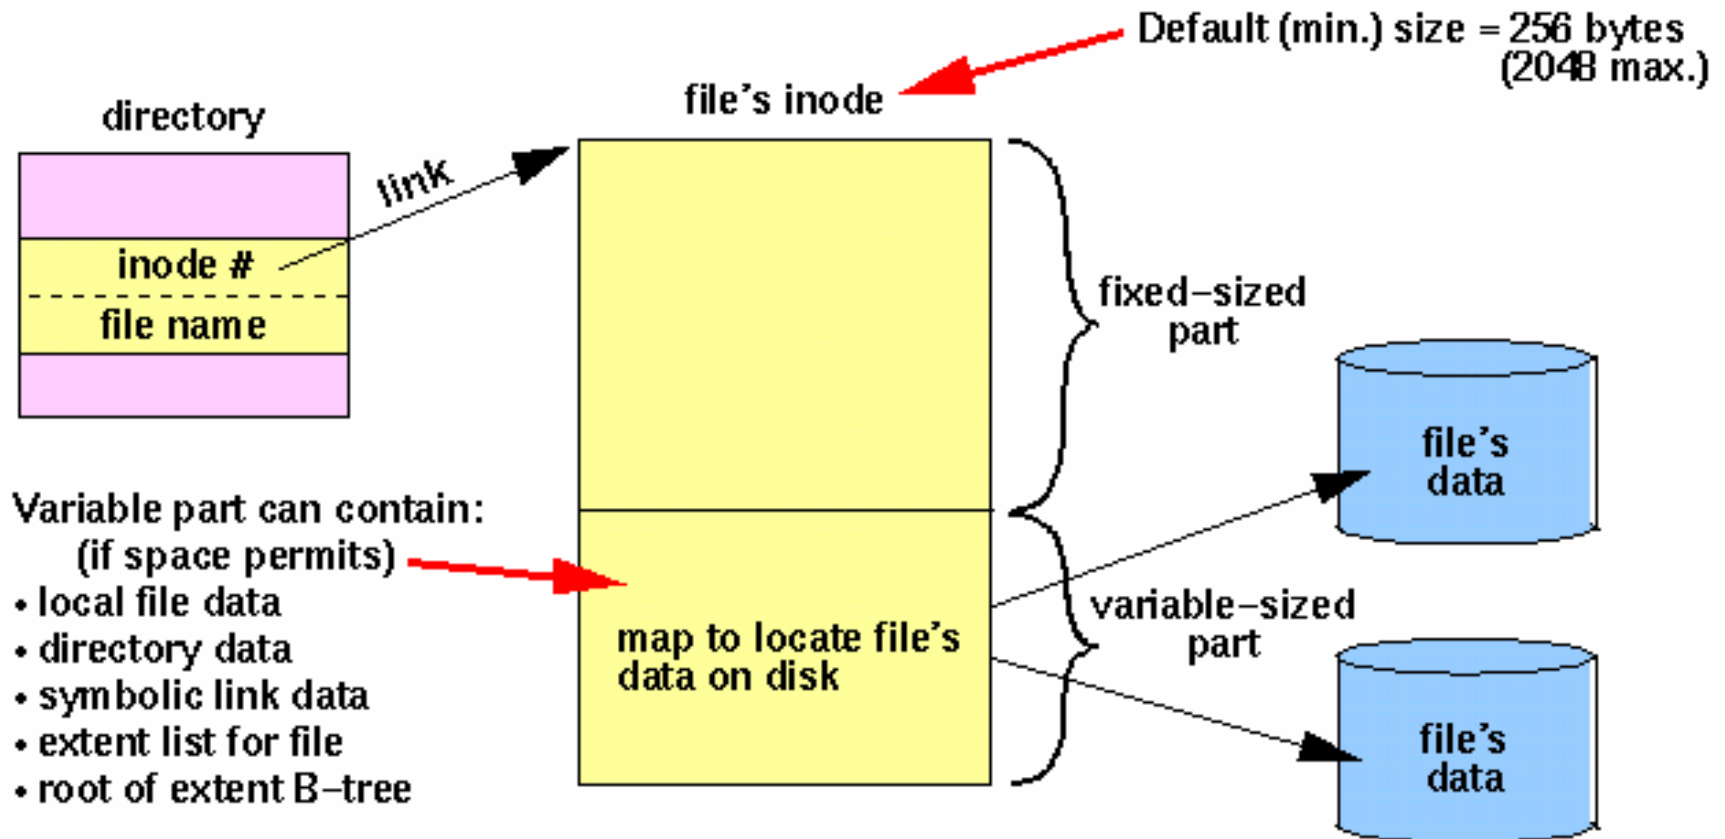 Default (min.) size = 256 bytes
(2048 max.)
file's inode
directory
link
inode #
file name
fixed-sized
part
file's
data
Variable part can contain:
(if space permits)
• local file data
• directory data
• symbolic link data
• extent list for file
• root of extent B-tree
map to locate file's
data on disk
variable-sized
part
file's
data